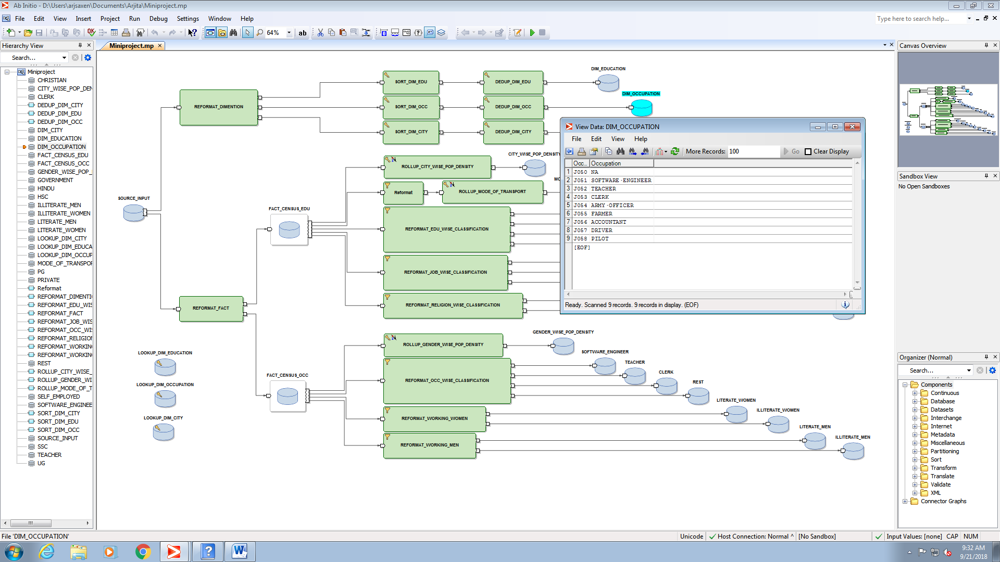 Ab Initio - D:\Users\arjsaxen\Documents\Arjita\Miniproject.mp
File Edit View Insert Project Run Debug Settings Window Help
Type here to search help...
64%
ab
Hierarchy View
Miniproject.mp
Canvas Overview
Search...
Miniproject
CHRISTIAN
CITY_WISE_POP_DEN
CLERK
DEDUP_DIM_CITY
DEDUP_DIM_EDU
DEDUP_DIM_OCC
DIM_CITY
DIM_EDUCATION
DIM_OCCUPATION
FACT_CENSUS_EDU
FACT_CENSUS_OCC
GENDER_WISE_POP_
GOVERNMENT
HINDU
HSC
ILLITERATE_MEN
ILLITERATE_WOMEN
LITERATE_MEN
LITERATE_WOMEN
LOOKUP_DIM_CITY
LOOKUP_DIM_EDUCA
LOOKUP_DIM_OCCUP
MODE_OF_TRANSPOR
PG
PRIVATE
Reformat
REFORMAT_DIMENTIO
REFORMAT_EDU_WIS
REFORMAT_FACT
REFORMAT_JOB_WIS
REFORMAT_OCC_WIS
REFORMAT_RELIGION
REFORMAT_WORKING
REFORMAT_WORKING
REST
ROLLUP_CITY_WISE_
ROLLUP_GENDER_WI
ROLLUP_MODE_OF_T
SELF_EMPLOYED
SOFTWARE_ENGINEE
SORT_DIM_CITY
SORT_DIM_EDU
SORT_DIM_OCC
SOURCE_INPUT
SSC
TEACHER
UG
DIM_EDUCATION
SORT_DIM_EDU
DEDUP_DIM_EDU
DIM_OCCUPATION
REFORMAT_DIMENTION
SORT_DIM_OCC
DEDUP_DIM_OCC
SORT_DIM_CITY
DEDUP_DIM_CITY
CITY_WISE_POP_DENSITY
ROLLUP_CITY_WISE_POP_DENSITY
MO
Reformat
ROLLUP_MODE_OF_TRANSPORT
SOURCE_INPUT
FACT_CENSUS_EDU
REFORMAT_EDU_WISE_CLASSIFICATION
REFORMAT_JOB_WISE_CLASSIFICATION
REFORMAT_RELIGION_WISE_CLASSIFICATION
REFORMAT_FACT
GENDER_WISE_POP_DENSITY
ROLLUP_GENDER_WISE_POP_DENSITY
SOFTWARE_ENGINEER
LOOKUP_DIM_EDUCATION
TEACHER
CLERK
FACT_CENSUS_OCC
REFORMAT_OCC_WISE_CLASSIFICATION
REST
LOOKUP_DIM_OCCUPATION
LITERATE_WOMEN
ILLITERATE_WOMEN
LOOKUP_DIM_CITY
REFORMAT_WORKING_WOMEN
LITERATE_MEN
ILLITERATE_MEN
REFORMAT_WORKING_MEN
View Data: DIM_OCCUPATION
File Edit View Help
More Records: 100 Go Clear Display
Occ... Occupation
1 J050 NA
2 J051 SOFTWARE·ENGINEER
3 J052 TEACHER
4 J053 CLERK
5 J054 ARMY·OFFICER
6 J055 FARMER
7 J056 ACCOUNTANT
8 J057 DRIVER
9 J058 PILOT
[EOF]
Ready. Scanned 9 records. 9 records in display. (EOF)
Sandbox View
No Open Sandboxes
Organizer (Normal)
Search...
Components
Continuous
Database
Datasets
Interchange
Internet
Metadata
Miscellaneous
Partitioning
Sort
Transform
Translate
Validate
XML
Connector Graphs
File 'DIM_OCCUPATION'
Unicode Host Connection: Normal ^ [No Sandbox] Input Values: [none] CAP NUM
9:32 AM
9/21/2018